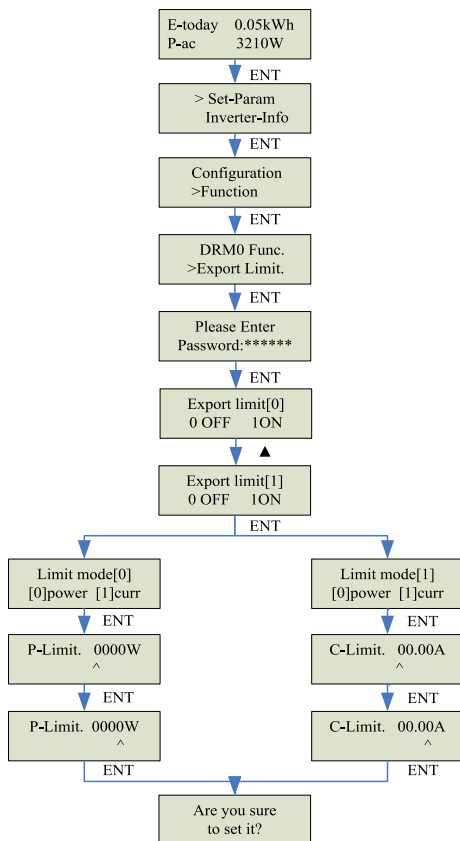 E-today 0.05kWh
P-ac 3210W
ENT
> Set-Param
Inverter-Info
ENT
Configuration
>Function
ENT
DRM0 Func.
>Export Limit.
ENT
Please Enter
Password:******
ENT
Export limit[0]
0 OFF 1ON
▲
Export limit[1]
0 OFF 1ON
ENT
Limit mode[0]
[0]power [1]curr
ENT
P-Limit. 0000W
^
ENT
P-Limit. 0000W
^
ENT
Limit mode[1]
[0]power [1]curr
ENT
C-Limit. 00.00A
^
ENT
C-Limit. 00.00A
^
ENT
Are you sure
to set it?